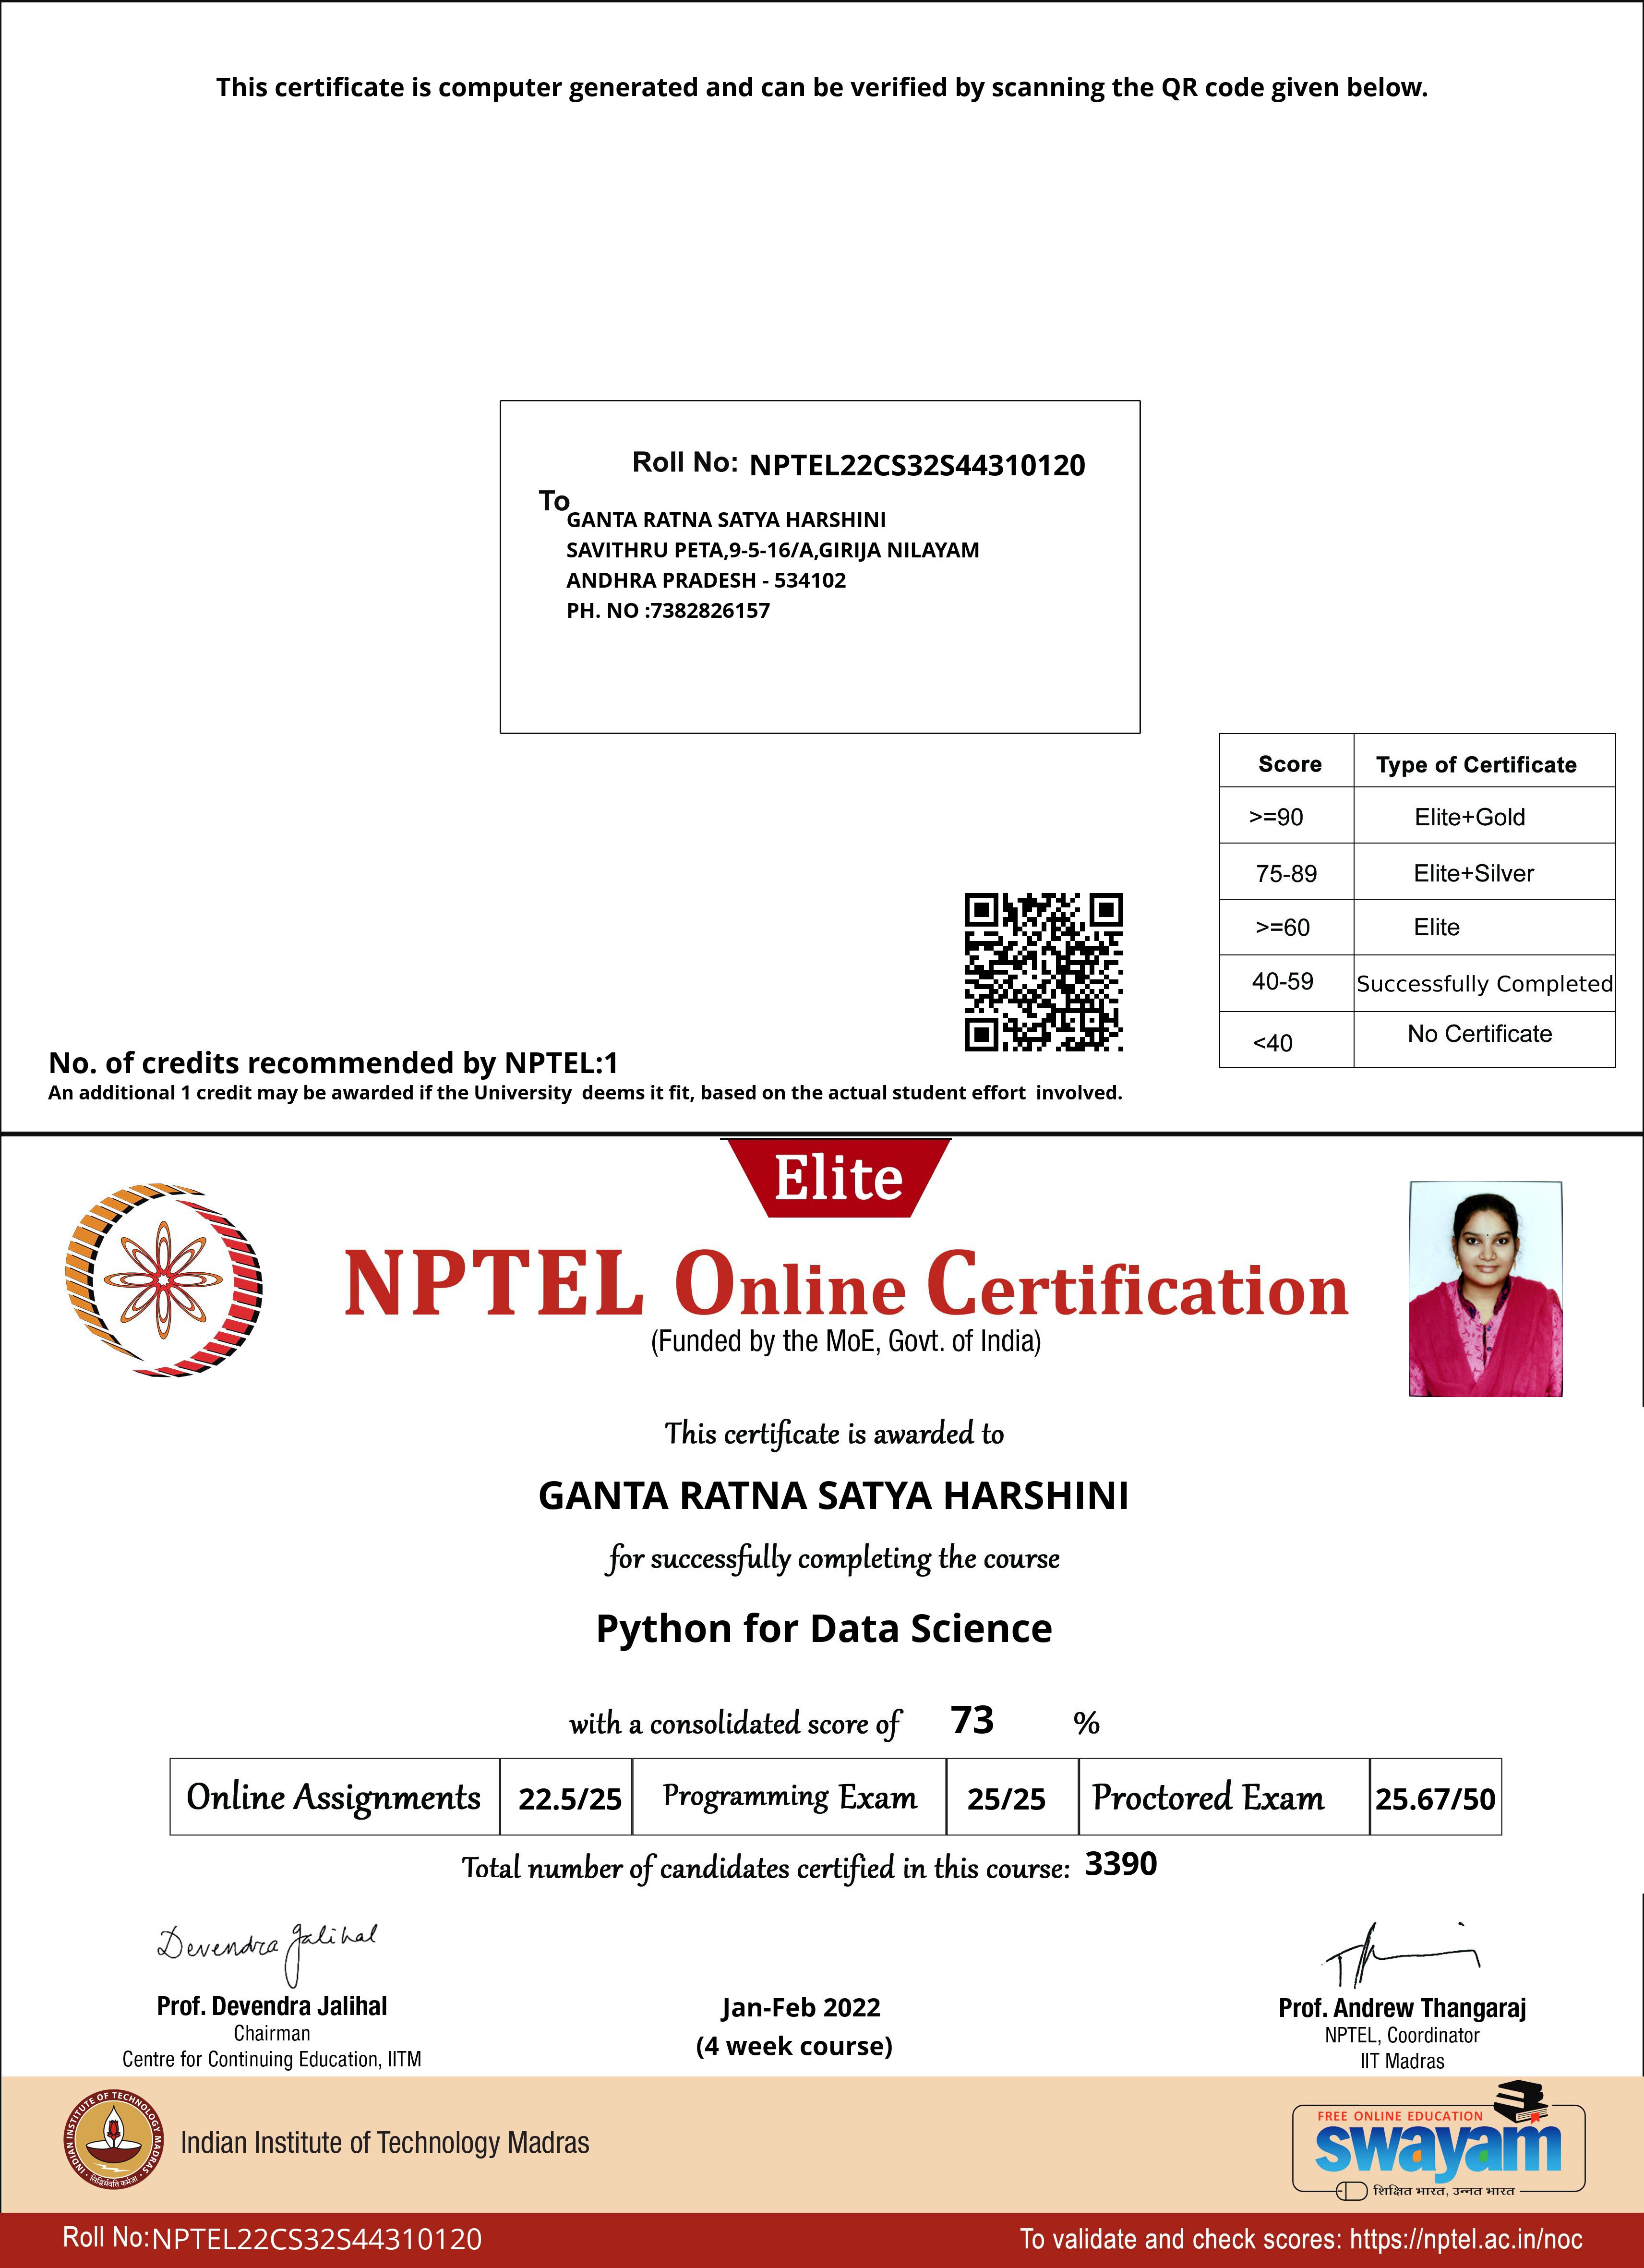 This certificate is computer generated and can be verified by scanning the QR code given below.
Roll No: NPTEL22CS32S44310120
To
GANTA RATNA SATYA HARSHINI
SAVITHRU PETA,9-5-16/A,GIRIJA NILAYAM
ANDHRA PRADESH - 534102
PH. NO :7382826157
Score Type of Certificate
>=90 Elite+Gold
75-89 Elite+Silver
>=60 Elite
40-59 Successfully Completed
<40 No Certificate
No. of credits recommended by NPTEL:1
An additional 1 credit may be awarded if the University deems it fit, based on the actual student effort involved.
Elite
NPTEL Online Certification
(Funded by the MoE, Govt. of India)
This certificate is awarded to
GANTA RATNA SATYA HARSHINI
for successfully completing the course
Python for Data Science
with a consolidated score of 73 %
Online Assignments 22.5/25 Programming Exam 25/25 Proctored Exam 25.67/50
Total number of candidates certified in this course: 3390
Devendra Jalihal
Prof. Devendra Jalihal
Chairman
Centre for Continuing Education, IITM
Jan-Feb 2022
(4 week course)
Prof. Andrew Thangaraj
NPTEL, Coordinator
IIT Madras
INDIAN INSTITUTE OF TECHNOLOGY MADRAS
सिद्धिर्भवति कर्मजा
Indian Institute of Technology Madras
FREE ONLINE EDUCATION
swayam
शिक्षित भारत, उन्नत भारत
Roll No: NPTEL22CS32S44310120
To validate and check scores: https://nptel.ac.in/noc